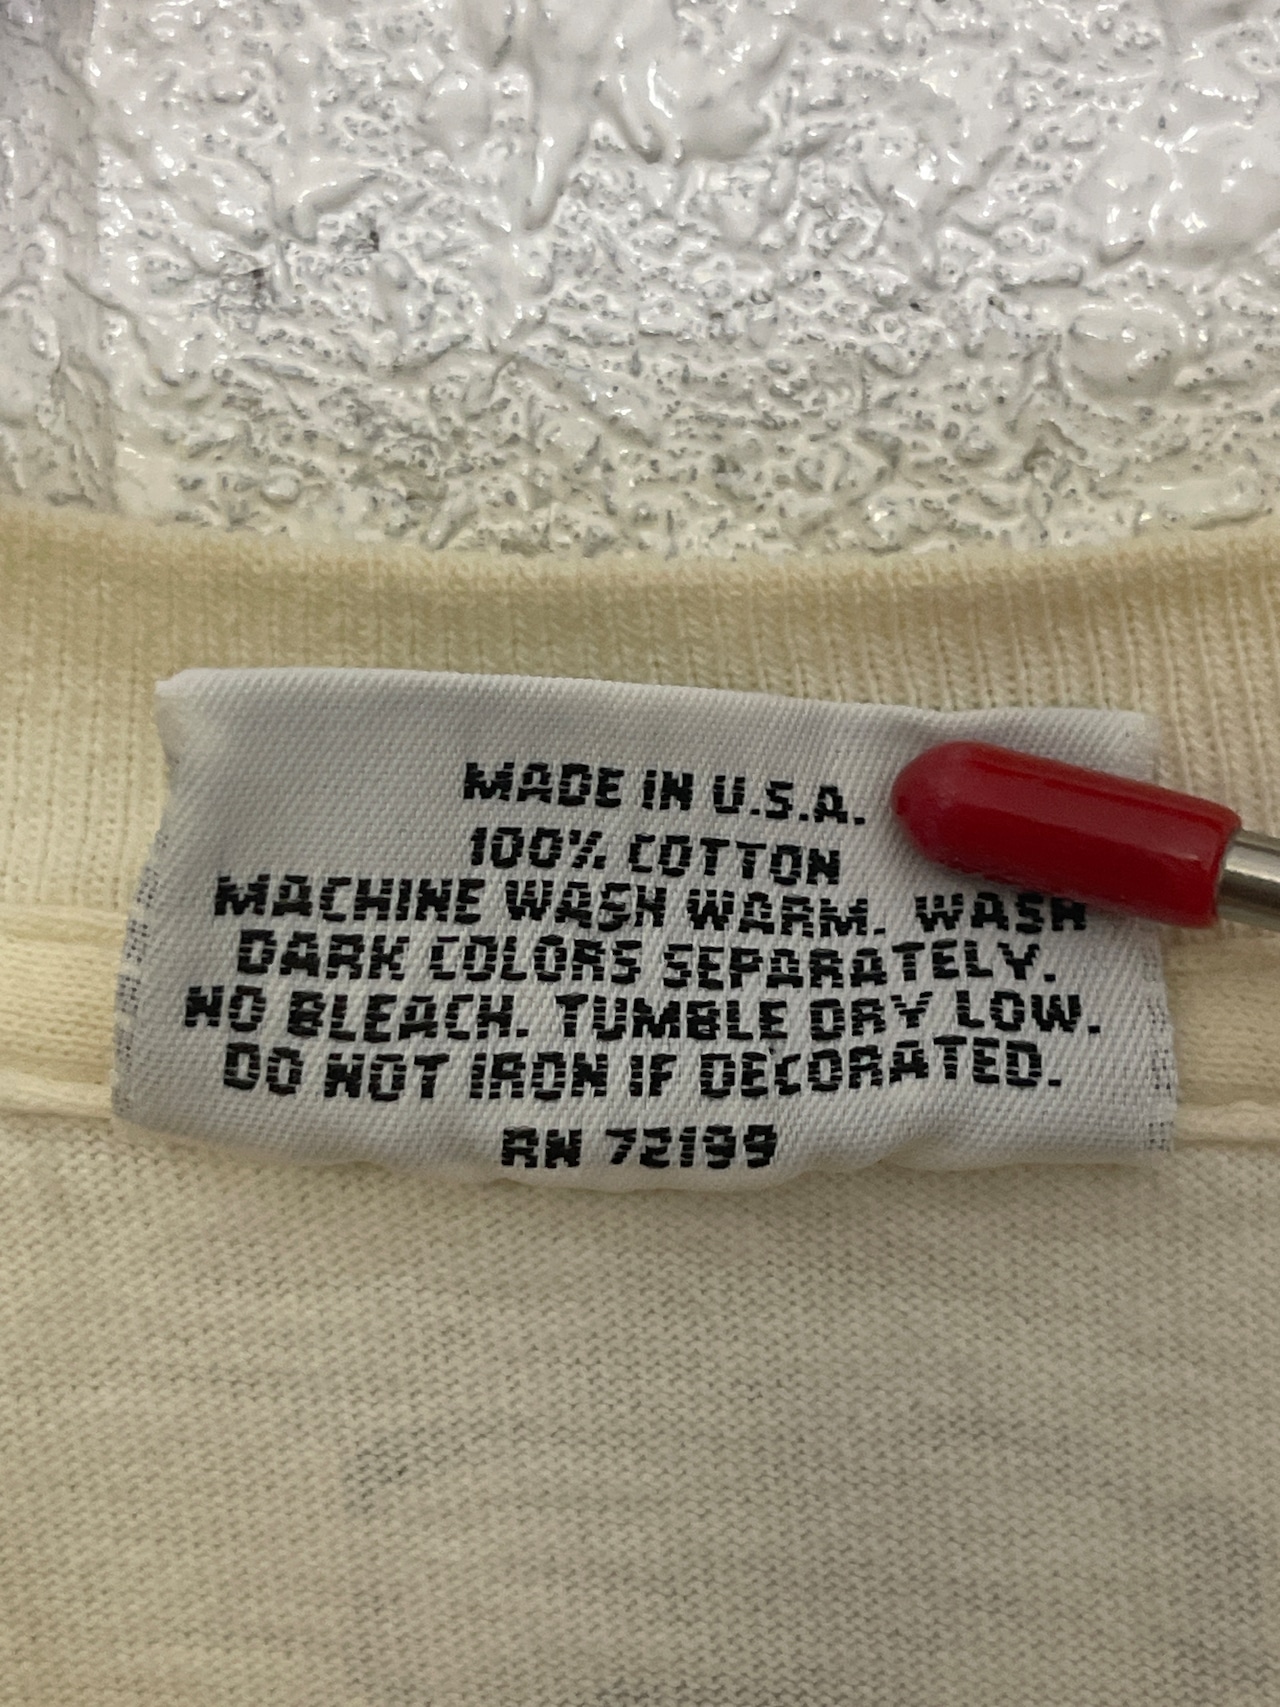 MADE IN U.S.A.
100% COTTON
MACHINE WASH WARM. WASH
DARK COLORS SEPARATELY.
NO BLEACH. TUMBLE DRY LOW.
DO NOT IRON IF DECORATED.
RN 72199